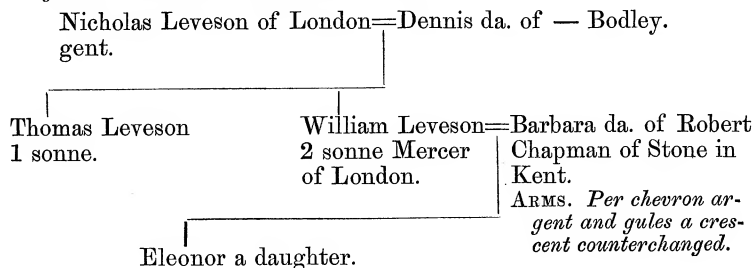 Nicholas Leveson of London=Dennis da. of — Bodley.
gent.
Thomas Leveson
1 sonne.
William Leveson=Barbara da. of Robert
2 sonne Mercer
of London.
Chapman of Stone in
Kent.
ARMS. Per chevron ar-
gent and gules a cres-
cent counterchanged.
Eleonor a daughter.